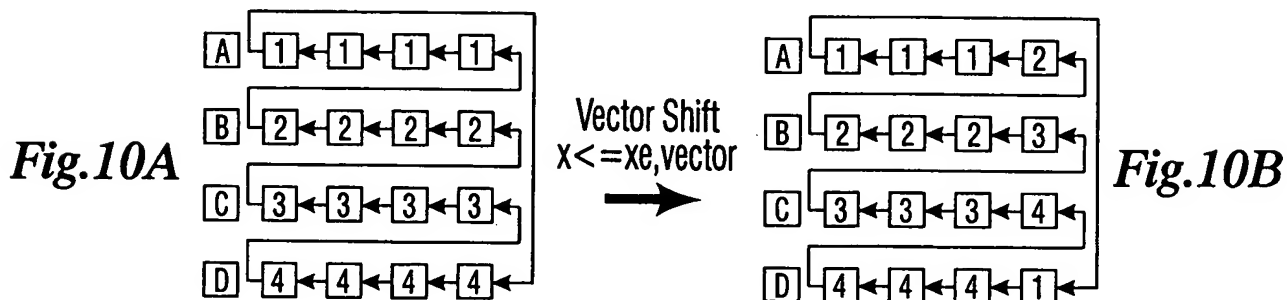 A 1 1 1 1
B 2 2 2 2
C 3 3 3 3
D 4 4 4 4
Fig.10A
Vector Shift
x<=xe,vector
A 1 1 1 2
B 2 2 2 3
C 3 3 3 4
D 4 4 4 1
Fig.10B